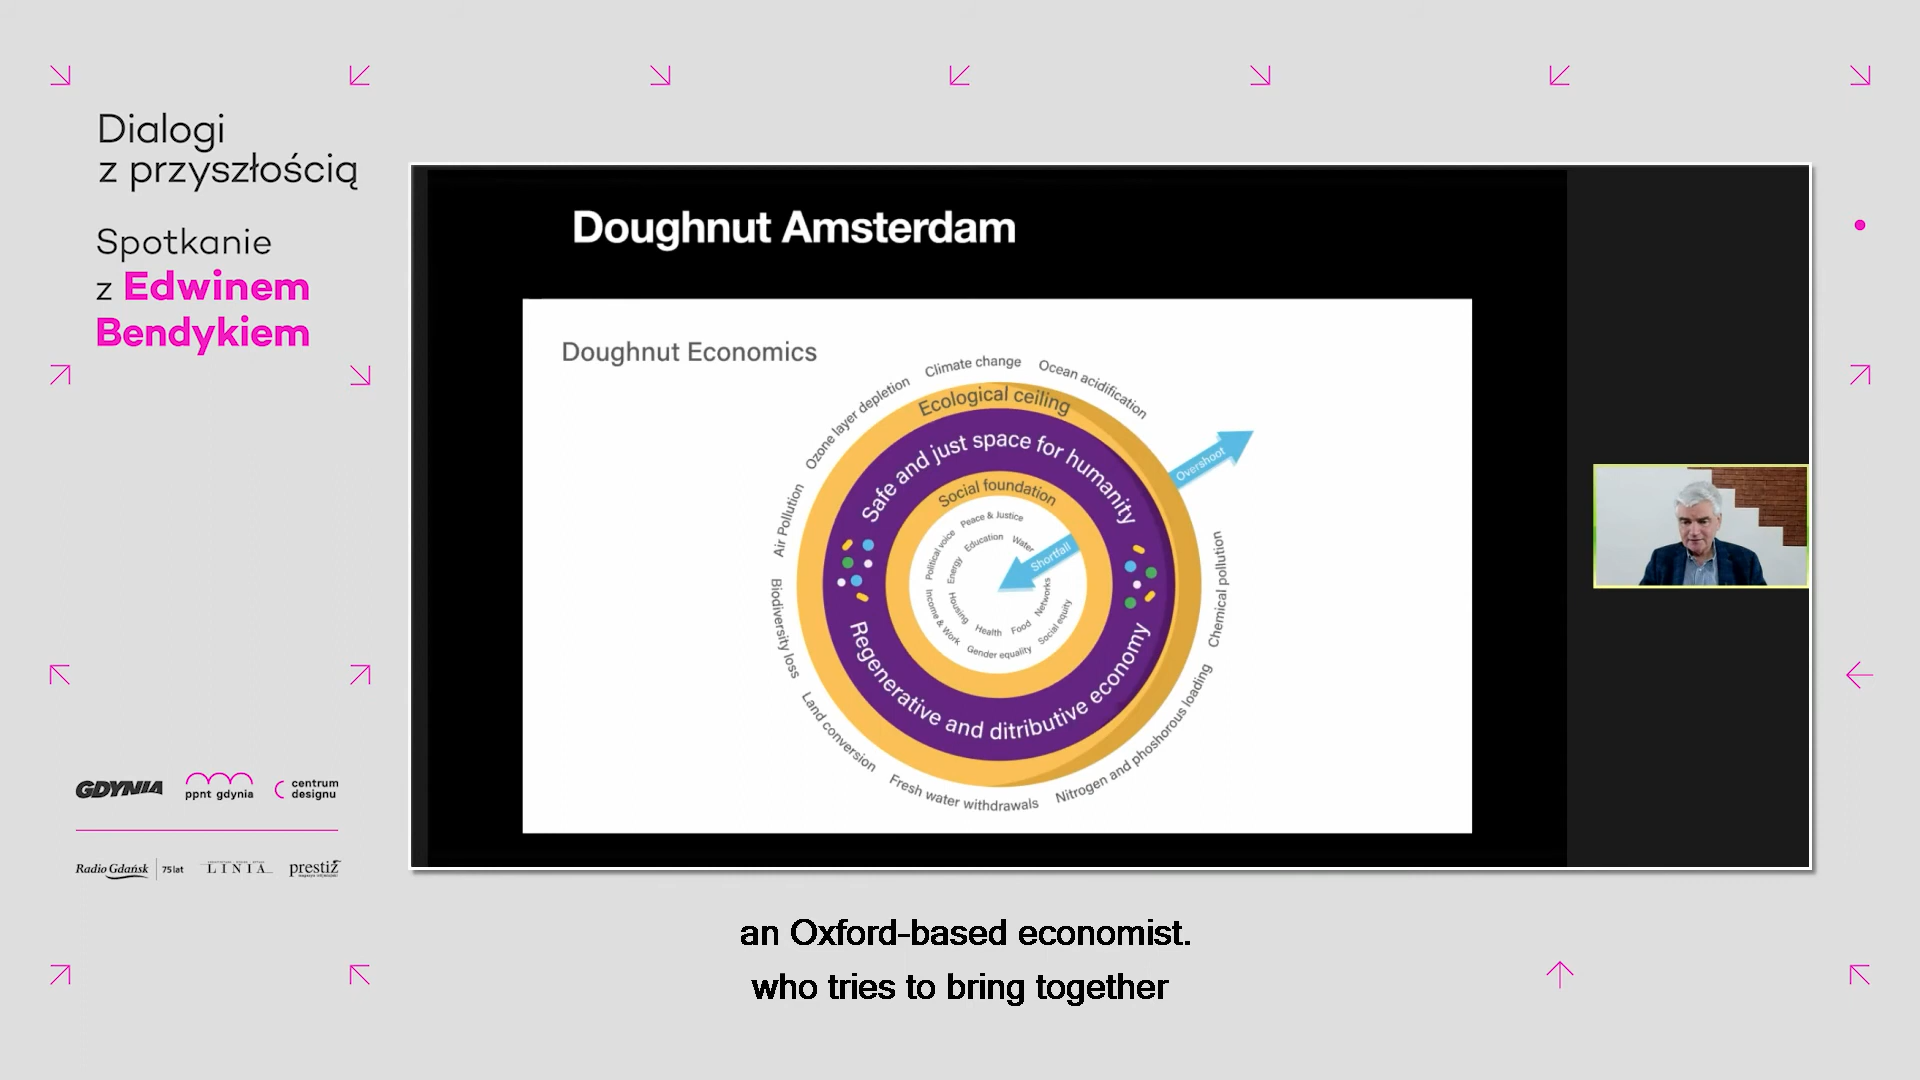 Dialogi
z przyszłością
Spotkanie
z Edwinem
Bendykiem
GDYNIA
ppnt gdynia
centrum
designu
Radio Gdańsk
75 lat
LINIA
prestiż
Doughnut Amsterdam
Doughnut Economics
Climate change
Ocean acidification
Ozone layer depletion
Air Pollution
Biodiversity loss
Land conversion
Fresh water withdrawals
Nitrogen and phoshorous loading
Chemical pollution
Overshoot
Ecological ceiling
Safe and just space for humanity
Regenerative and ditributive economy
Social foundation
Peace & Justice
Political voice
Income & Work
Gender equality
Social equity
Education
Water
Energy
Housing
Health
Food
Networks
Shortfall
an Oxford-based economist.
who tries to bring together